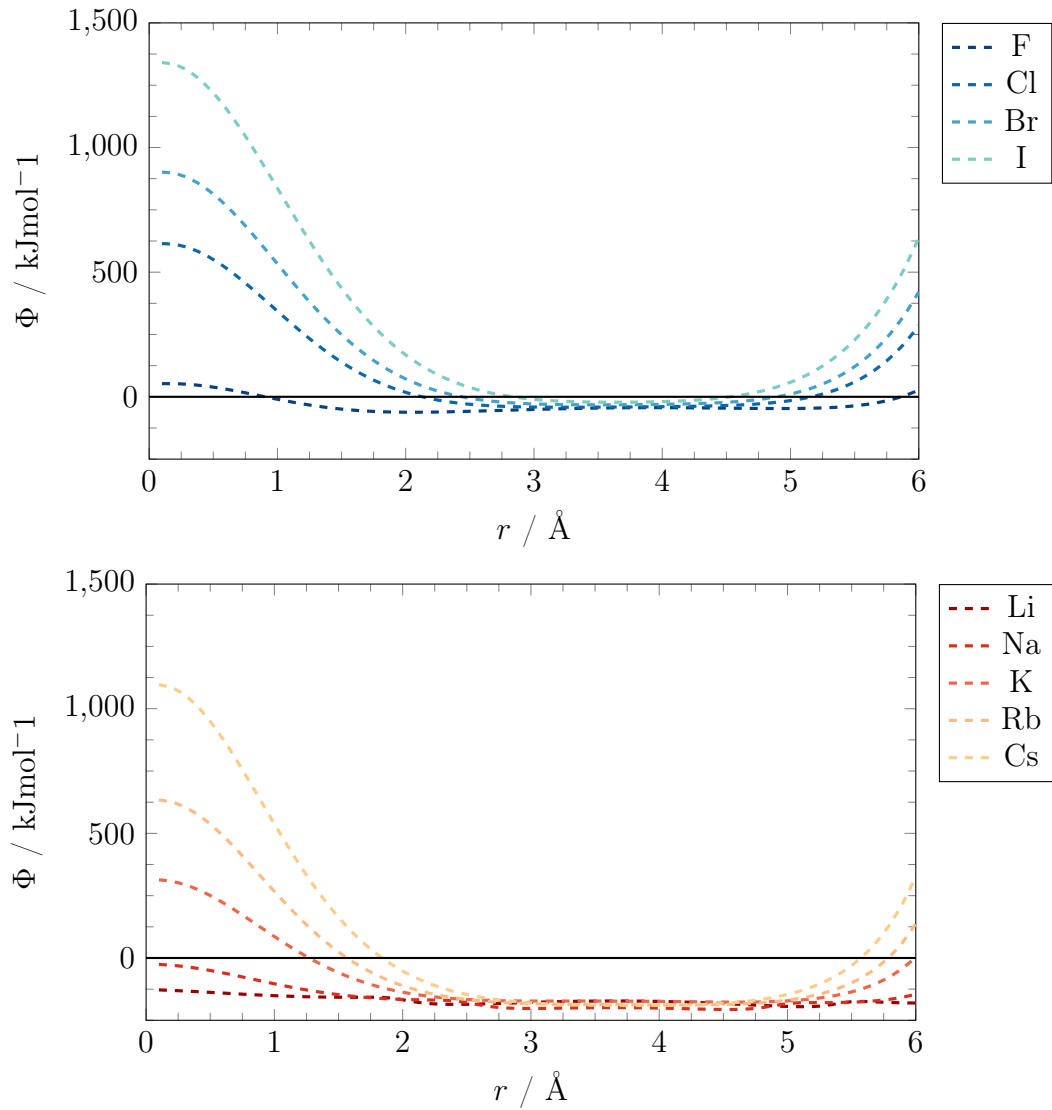 1,500
1,000
500
0
Φ / kJmol−1
0 1 2 3 4 5 6
r / Å
F
Cl
Br
I
1,500
1,000
500
0
Φ / kJmol−1
0 1 2 3 4 5 6
r / Å
Li
Na
K
Rb
Cs